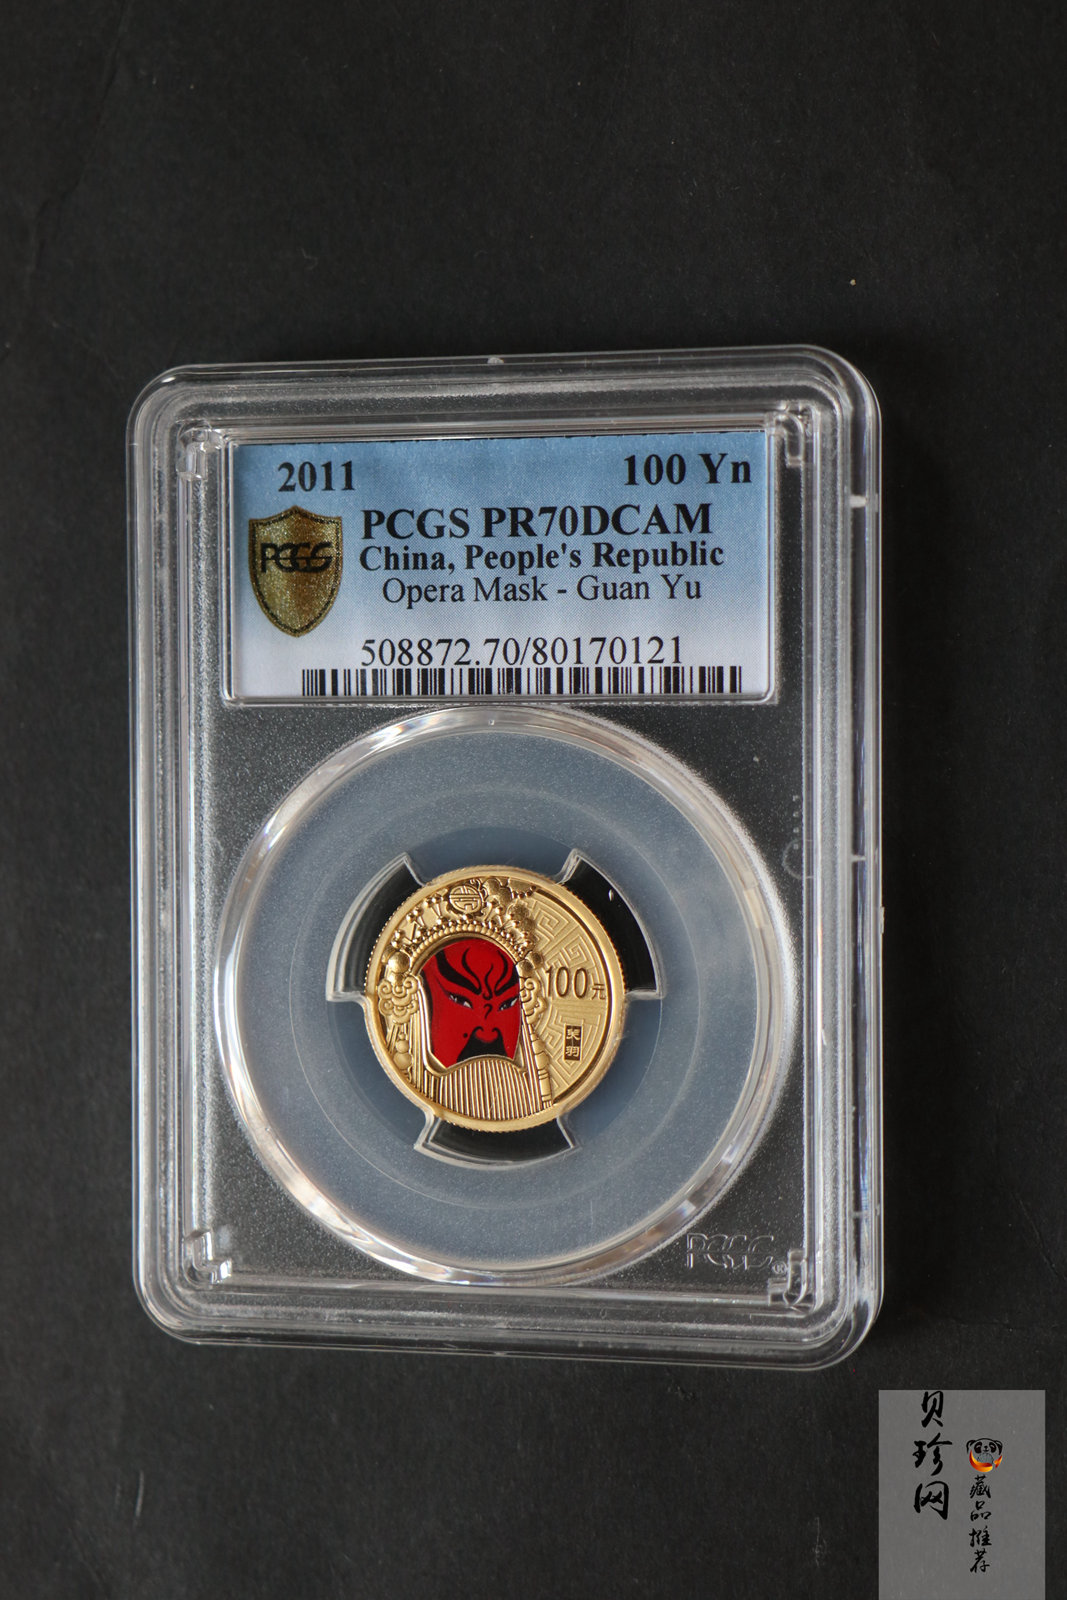 2011
100 Yn
PCGS PR70DCAM
China, People's Republic
Opera Mask - Guan Yu
508872.70/80170121
PCGS
100元
关羽
PCGS®
贝珍网
藏品推荐